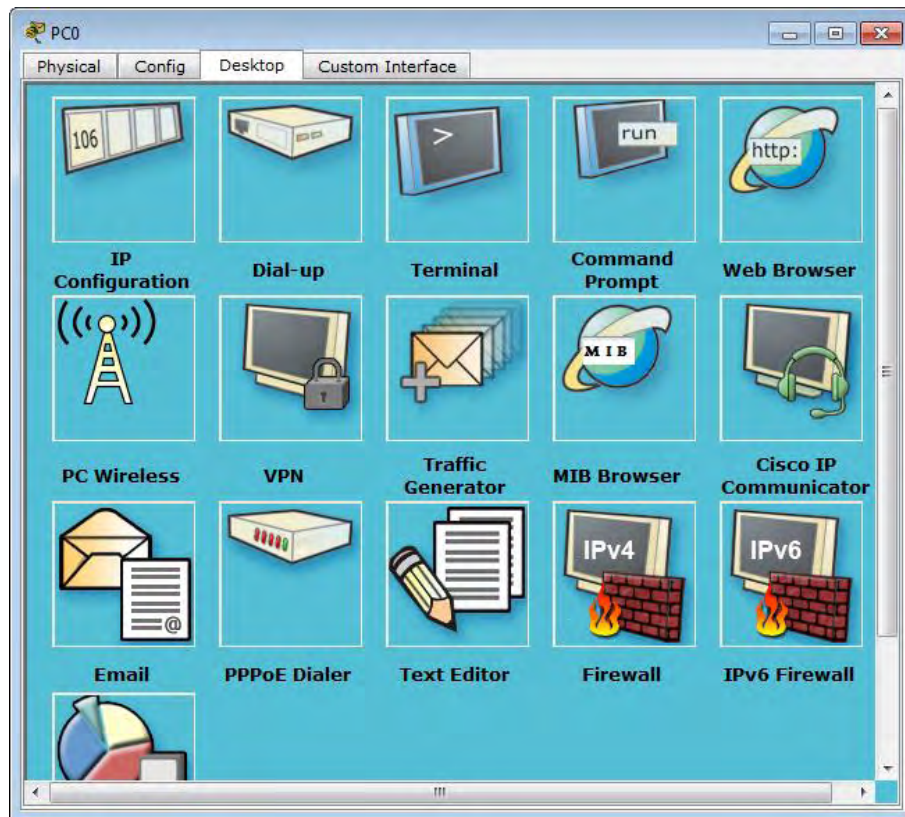 PC0
Physical Config Desktop Custom Interface
106
>
run
http:
IP
Configuration
Dial-up
Terminal
Command
Prompt
Web Browser
MIB
PC Wireless
VPN
Traffic
Generator
MIB Browser
Cisco IP
Communicator
@
IPv4
IPv6
Email
PPPoE Dialer
Text Editor
Firewall
IPv6 Firewall